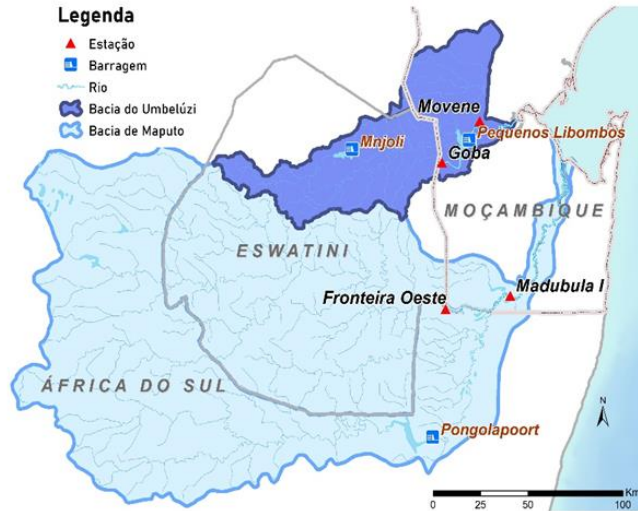 Legenda
Estação
Barragem
Rio
Bacia do Umbelúzi
Bacia de Maputo
Movene
Pequenos Libombos
Mnjoli
Goba
MOÇAMBIQUE
ESWATINI
Madubula I
Fronteira Oeste
ÁFRICA DO SUL
Pongolapoort
N
Km
0 25 50 100